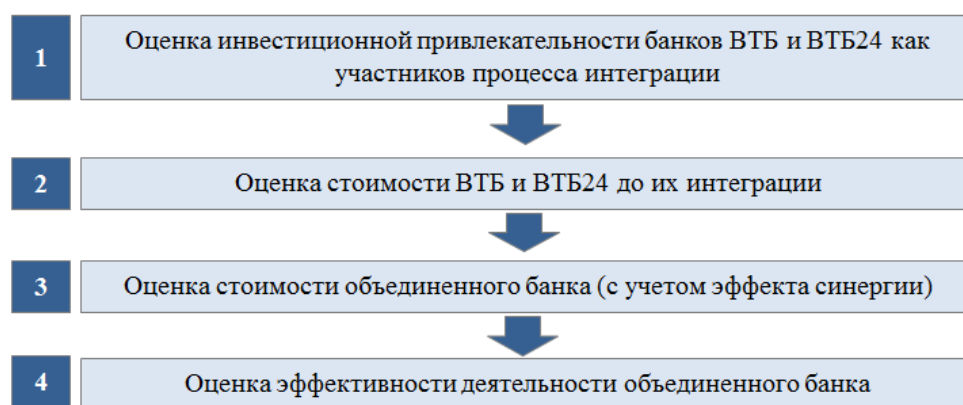 1
Оценка инвестиционной привлекательности банков ВТБ и ВТБ24 как
участников процесса интеграции
2
Оценка стоимости ВТБ и ВТБ24 до их интеграции
3
Оценка стоимости объединенного банка (с учетом эффекта синергии)
4
Оценка эффективности деятельности объединенного банка